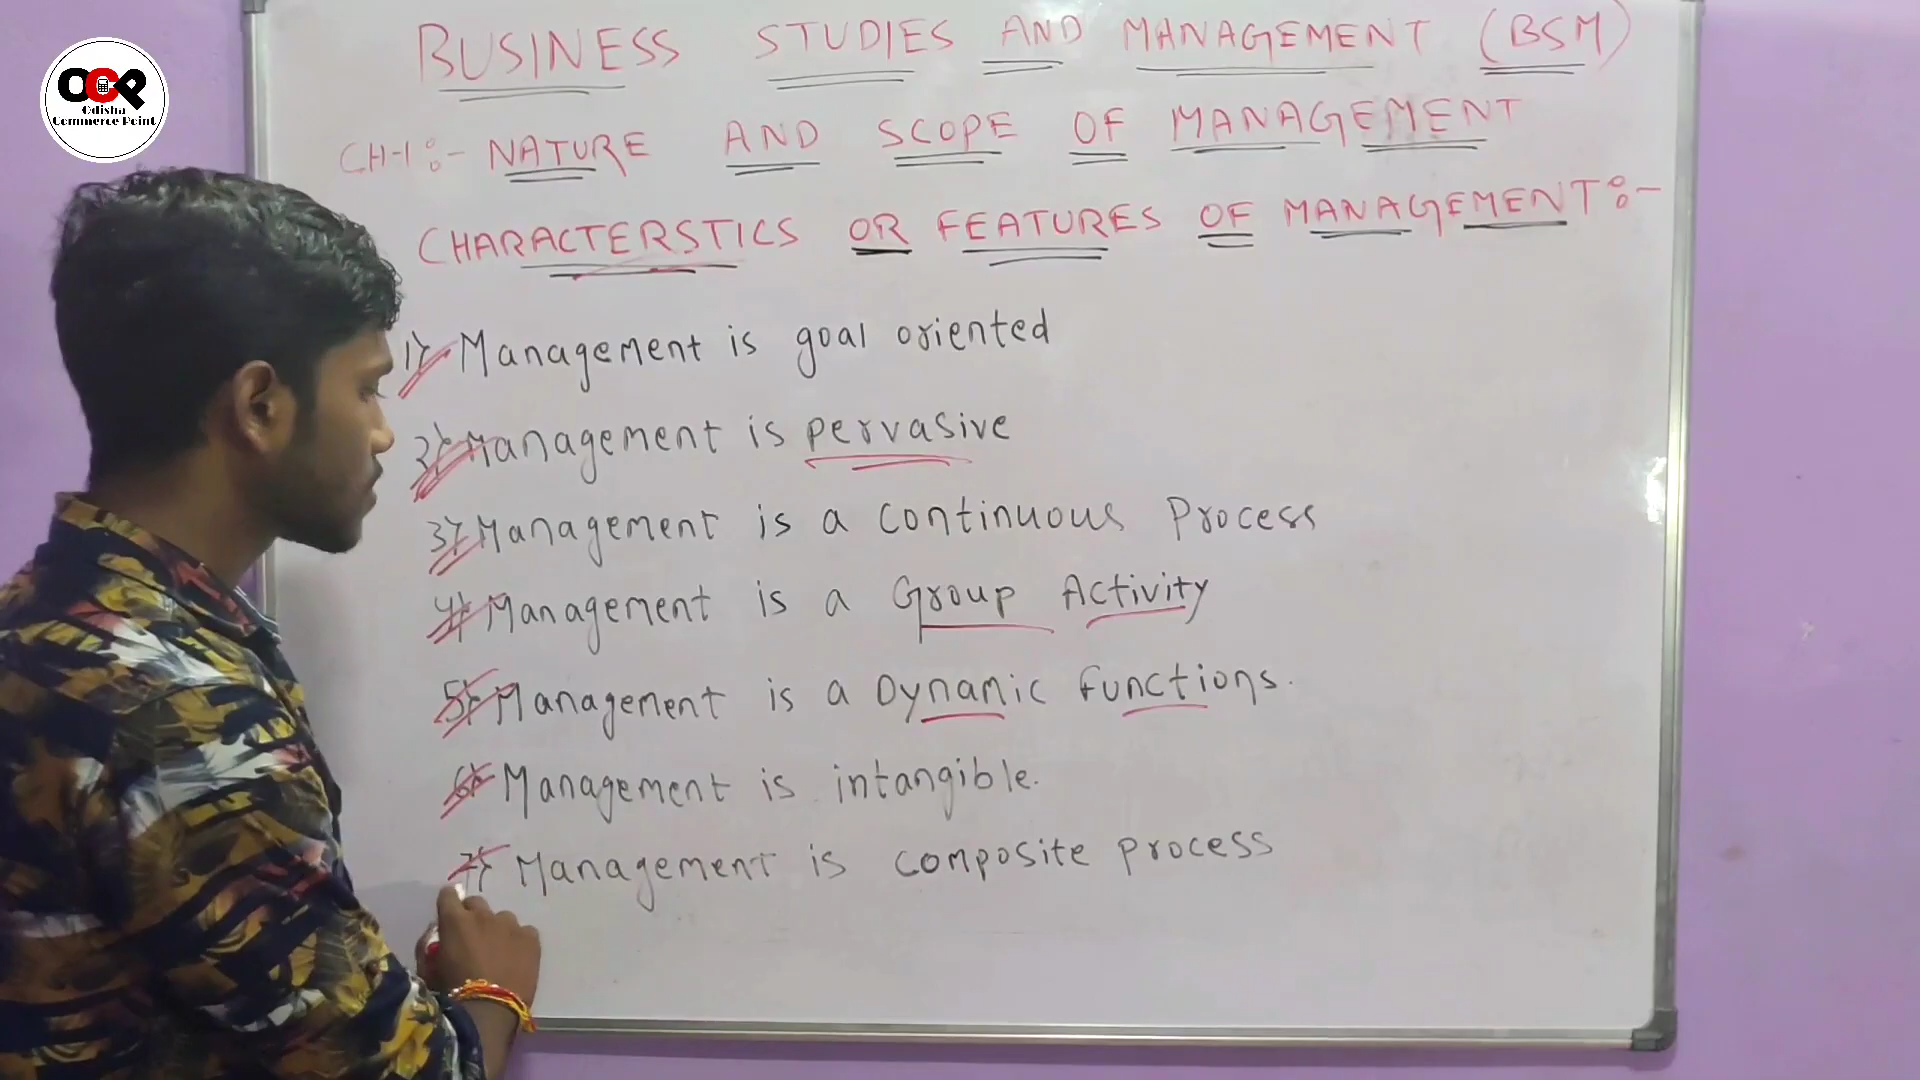 OCP
Odisha
Commerce Point
BUSINESS STUDIES AND MANAGEMENT (BSM)
CH-1:- NATURE AND SCOPE OF MANAGEMENT
CHARACTERSTICS OR FEATURES OF MANAGEMENT:-
1) Management is goal oriented
2) Management is pervasive
3) Management is a continuous Process
4) Management is a Group Activity
5) Management is a Dynamic functions.
6) Management is intangible.
7) Management is composite process